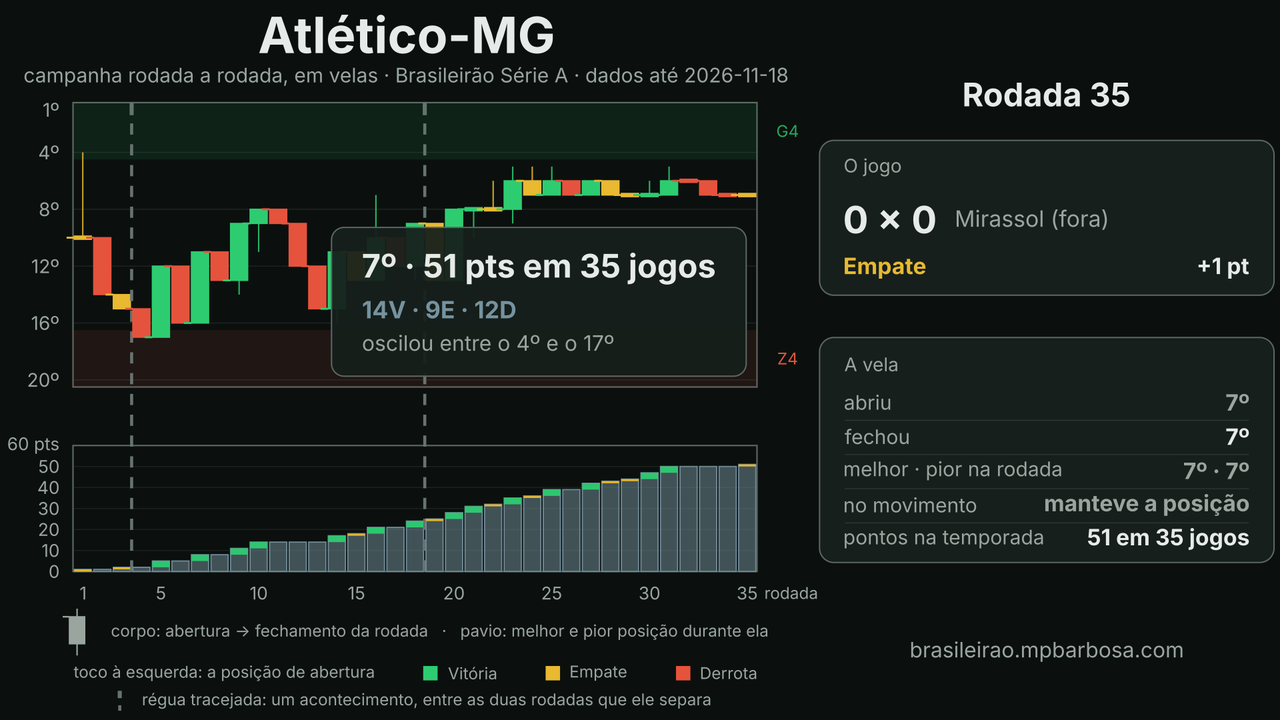 Atlético-MG
campanha rodada a rodada, em velas · Brasileirão Série A · dados até 2026-11-18
1º
4º
8º
12º
16º
20º
G4
Z4
7º · 51 pts em 35 jogos
14V · 9E · 12D
oscilou entre o 4º e o 17º
60 pts
50
40
30
20
10
0
1 5 10 15 20 25 30 35 rodada
corpo: abertura → fechamento da rodada · pavio: melhor e pior posição durante ela
toco à esquerda: a posição de abertura Vitória Empate Derrota
régua tracejada: um acontecimento, entre as duas rodadas que ele separa
Rodada 35
O jogo
0 × 0 Mirassol (fora)
Empate +1 pt
A vela
abriu 7º
fechou 7º
melhor · pior na rodada 7º · 7º
no movimento manteve a posição
pontos na temporada 51 em 35 jogos
brasileirao.mpbarbosa.com